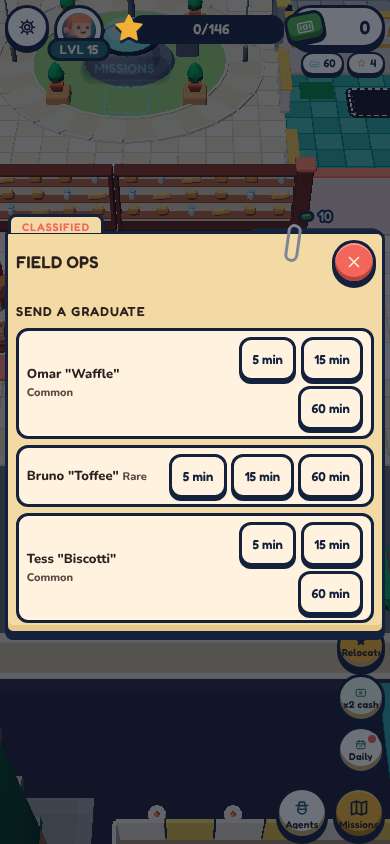 0/146
0
LVL 15
60
4
MISSIONS
10
CLASSIFIED
FIELD OPS
SEND A GRADUATE
Omar "Waffle"
Common
5 min
15 min
60 min
Bruno "Toffee" Rare
5 min
15 min
60 min
Tess "Biscotti"
Common
5 min
15 min
60 min
Relocate
x2 cash
Daily
Agents
Missions